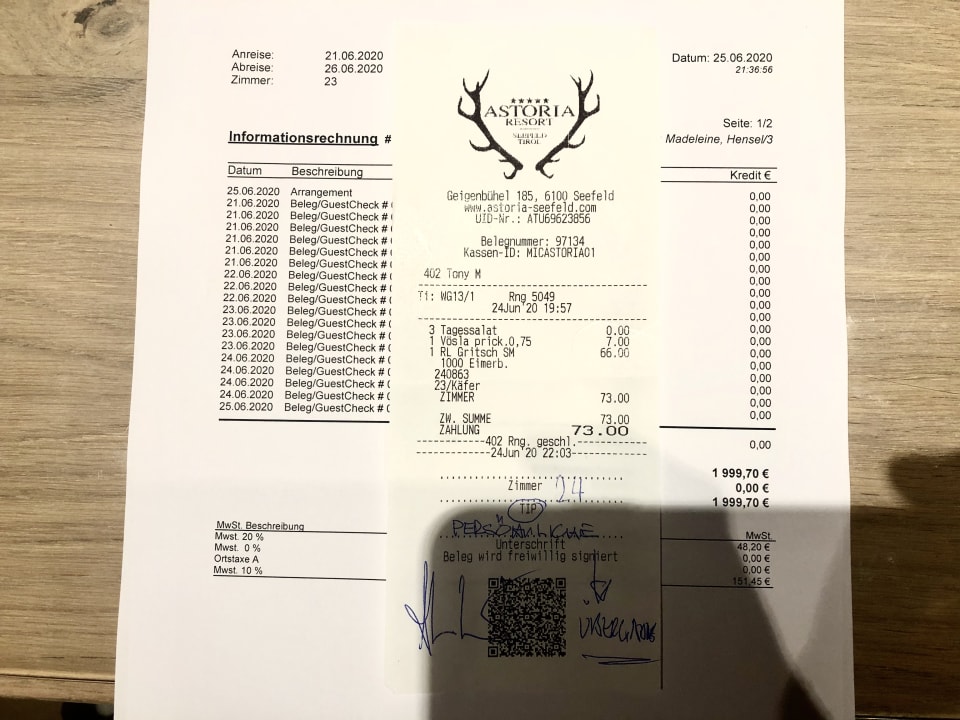 Anreise: 21.06.2020
Abreise: 26.06.2020
Zimmer: 23
Datum: 25.06.2020
21:36:56
Seite: 1/2
Informationsrechnung #
Madeleine, Hensel/3
Datum Beschreibung
Kredit €
25.06.2020 Arrangement 0,00
21.06.2020 Beleg/GuestCheck # 0,00
21.06.2020 Beleg/GuestCheck # 0,00
21.06.2020 Beleg/GuestCheck # 0,00
21.06.2020 Beleg/GuestCheck # 0,00
21.06.2020 Beleg/GuestCheck # 0,00
21.06.2020 Beleg/GuestCheck # 0,00
22.06.2020 Beleg/GuestCheck # 0,00
22.06.2020 Beleg/GuestCheck # 0,00
22.06.2020 Beleg/GuestCheck # 0,00
23.06.2020 Beleg/GuestCheck # 0,00
23.06.2020 Beleg/GuestCheck # 0,00
23.06.2020 Beleg/GuestCheck # 0,00
23.06.2020 Beleg/GuestCheck # 0,00
24.06.2020 Beleg/GuestCheck # 0,00
24.06.2020 Beleg/GuestCheck # 0,00
24.06.2020 Beleg/GuestCheck # 0,00
24.06.2020 Beleg/GuestCheck # 0,00
25.06.2020 Beleg/GuestCheck # 0,00
0,00
1 999,70 €
0,00 €
1 999,70 €
MwSt. Beschreibung MwSt.
Mwst. 20 % 48,20 €
Mwst. 0 % 0,00 €
Ortstaxe A 0,00 €
Mwst. 10 % 151,45 €
ASTORIA
RESORT
SEEFELD
TIROL
Geigenbühel 185, 6100 Seefeld
www.astoria-seefeld.com
UID-Nr.: ATU69623856
Belegnummer: 97134
Kassen-ID: MICASTORIA01
402 Tony M
Ti: WG13/1 Rng 5049
24Jun'20 19:57
3 Tagessalat 0.00
1 Vösla prick.0,75 7.00
1 RL Gritsch SM 66.00
1000 Eimerb.
240863
23/Käfer
ZIMMER 73.00
ZW. SUMME 73.00
ZAHLUNG 73.00
402 Rng. geschl.
24Jun'20 22:03
Zimmer 24
TIP
PERSÖNLICHE
Unterschrift
Beleg wird freiwillig signiert